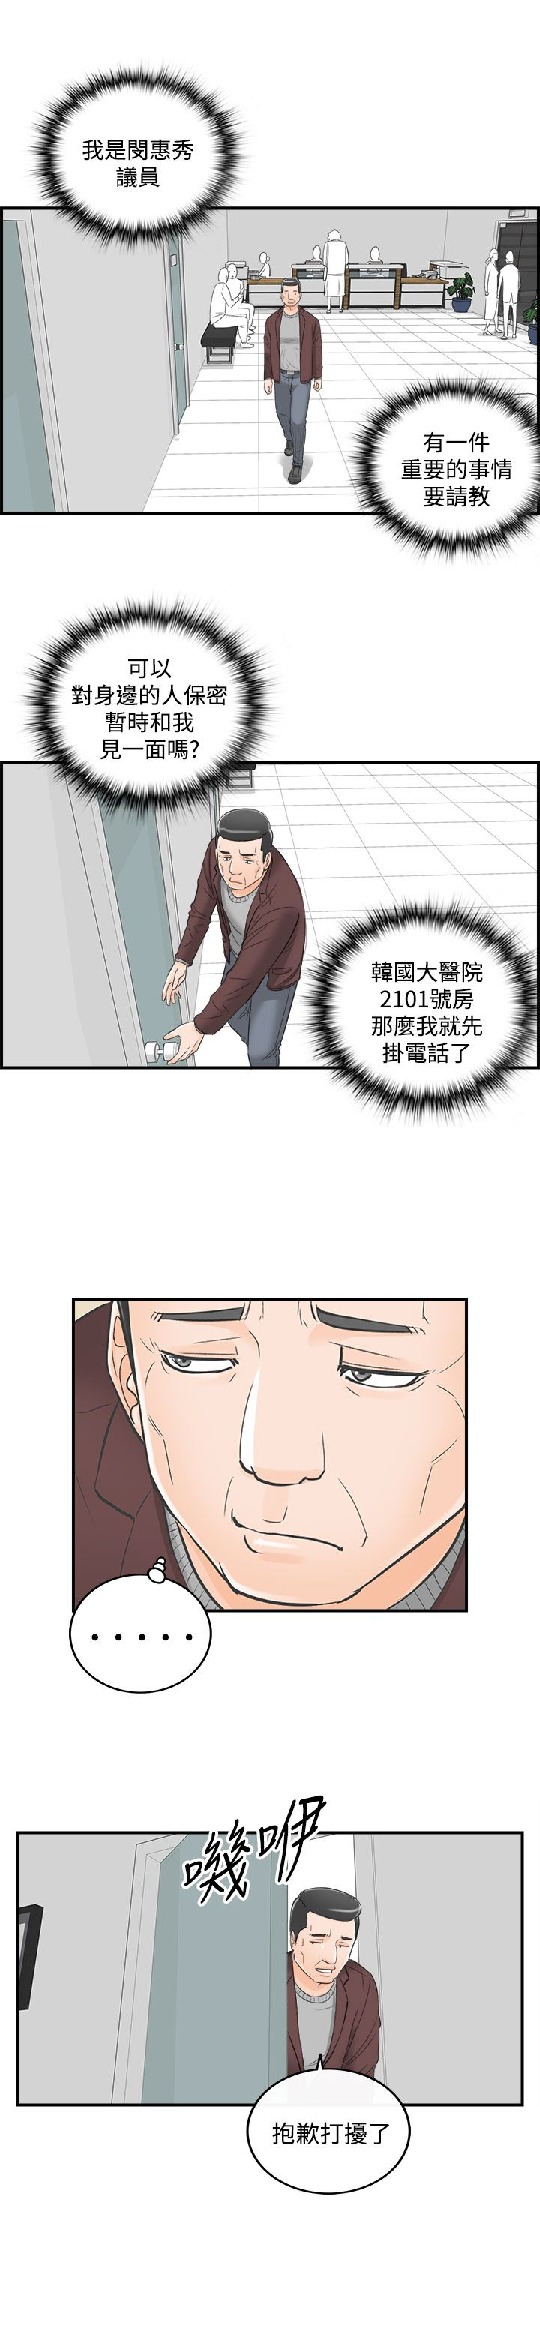 我是閔惠秀
議員
有一件
重要的事情
要請教
可以
對身邊的人保密
暫時和我
見一面嗎?
韓國大醫院
2101號房
那麼我就先
掛電話了
·····
嘰咿
抱歉打擾了